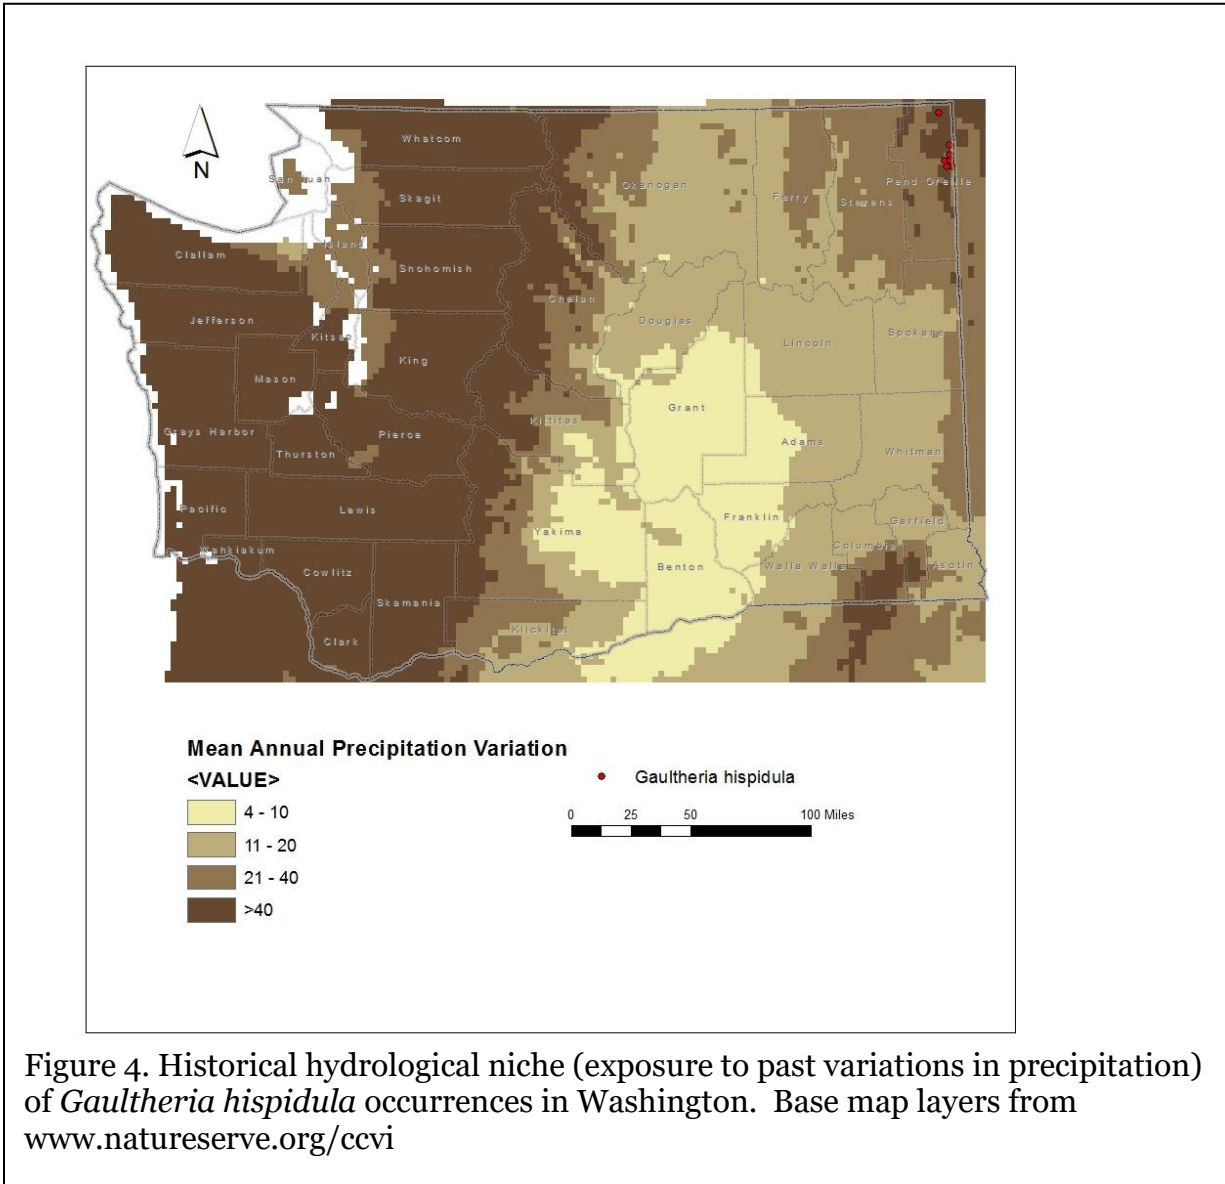 N
Whatcom
San Juan
Skagit
Okanogan
Ferry
Stevens
Pend Oreille
Clallam
Island
Snohomish
Chelan
Jefferson
Kitsap
King
Douglas
Lincoln
Spokane
Mason
Grant
Grays Harbor
Thurston
Pierce
Kittitas
Adams
Whitman
Pacific
Lewis
Yakima
Franklin
Garfield
Wahkiakum
Cowlitz
Benton
Walla Walla
Columbia
Asotin
Skamania
Clark
Klickitat
Mean Annual Precipitation Variation
<VALUE>
4 - 10
11 - 20
21 - 40
>40
Gaultheria hispidula
0 25 50 100 Miles
Figure 4. Historical hydrological niche (exposure to past variations in precipitation)
of Gaultheria hispidula occurrences in Washington. Base map layers from
www.natureserve.org/ccvi